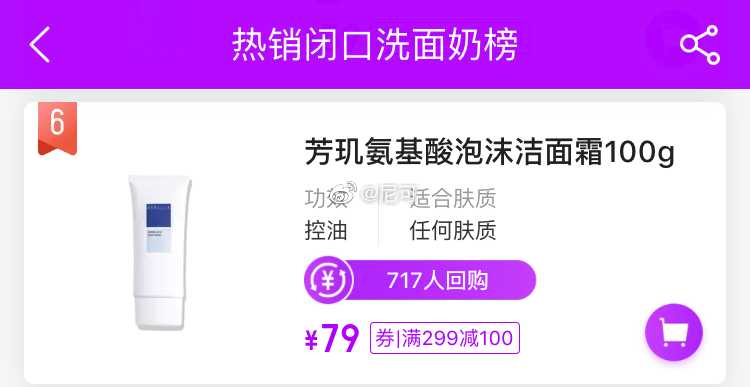 热销闭口洗面奶榜
6
芳玑氨基酸泡沫洁面霜100g
功效 适合肤质
@尼可
控油 任何肤质
717人回购
¥79 券|满299减100